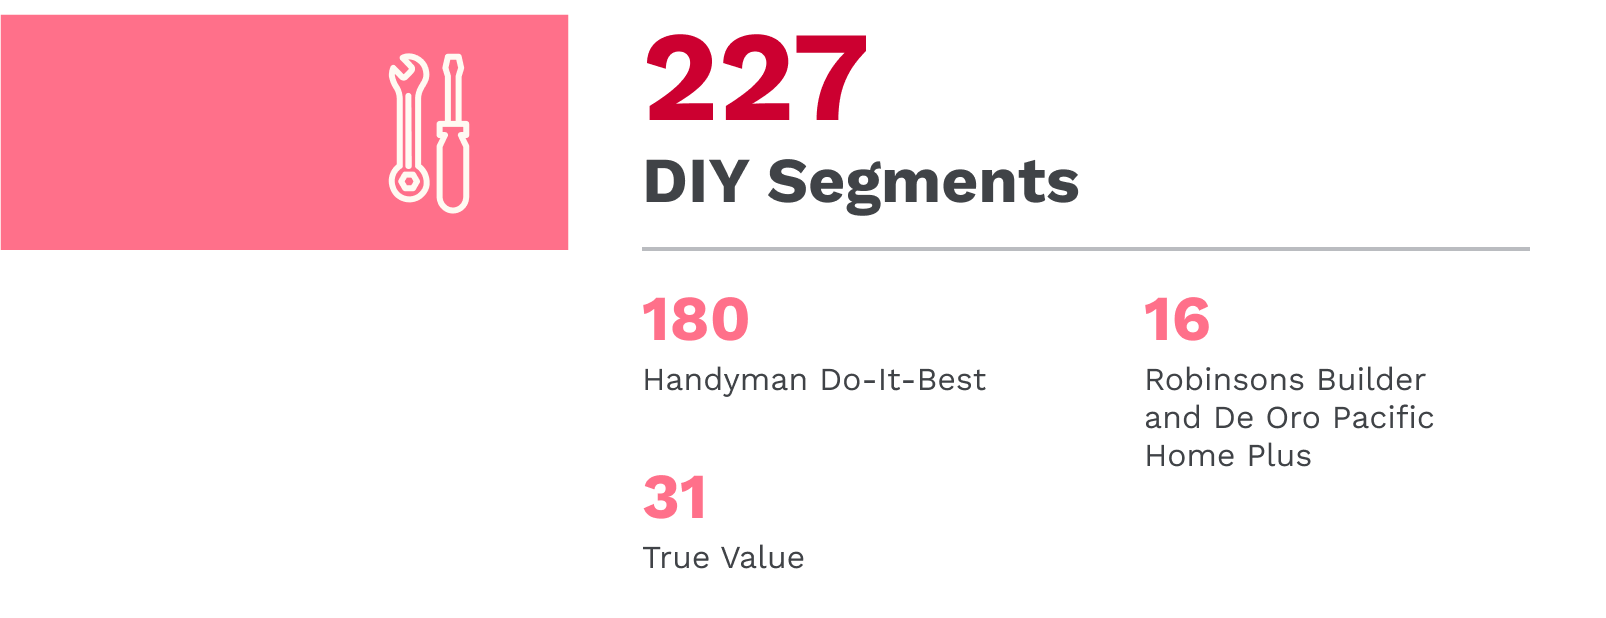 227
DIY Segments
180
Handyman Do-It-Best
31
True Value
16
Robinsons Builder
and De Oro Pacific
Home Plus